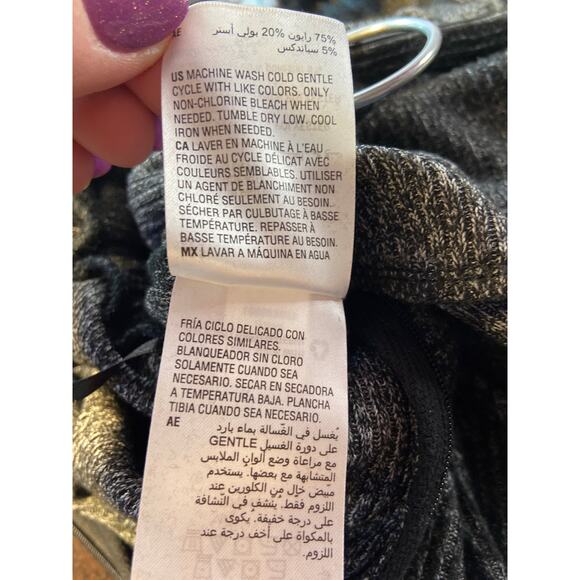 AE 75% رايون 20% بولي أستر
5% سباندكس
US MACHINE WASH COLD GENTLE
CYCLE WITH LIKE COLORS. ONLY
NON-CHLORINE BLEACH WHEN
NEEDED. TUMBLE DRY LOW. COOL
IRON WHEN NEEDED.
CA LAVER EN MACHINE À L'EAU
FROIDE AU CYCLE DÉLICAT AVEC
COULEURS SEMBLABLES. UTILISER
UN AGENT DE BLANCHIMENT NON
CHLORÉ SEULEMENT AU BESOIN.
SÉCHER PAR CULBUTAGE À BASSE
TEMPÉRATURE. REPASSER À
BASSE TEMPÉRATURE AU BESOIN.
MX LAVAR A MÁQUINA EN AGUA
FRÍA CICLO DELICADO CON
COLORES SIMILARES.
BLANQUEADOR SIN CLORO
SOLAMENTE CUANDO SEA
NECESARIO. SECAR EN SECADORA
A TEMPERATURA BAJA. PLANCHA
TIBIA CUANDO SEA NECESARIO.
AE يُغسل في الغسالة بماء بارد
على دورة الغسيل GENTLE
مع مراعاة وضع ألوان الملابس
المتشابهة مع بعضها. يستخدم
مبيض خال من الكلورين عند
اللزوم فقط. ينشف في النشافة
على درجة خفيفة. يكوى
بالمكواة على أخف درجة عند
اللزوم.